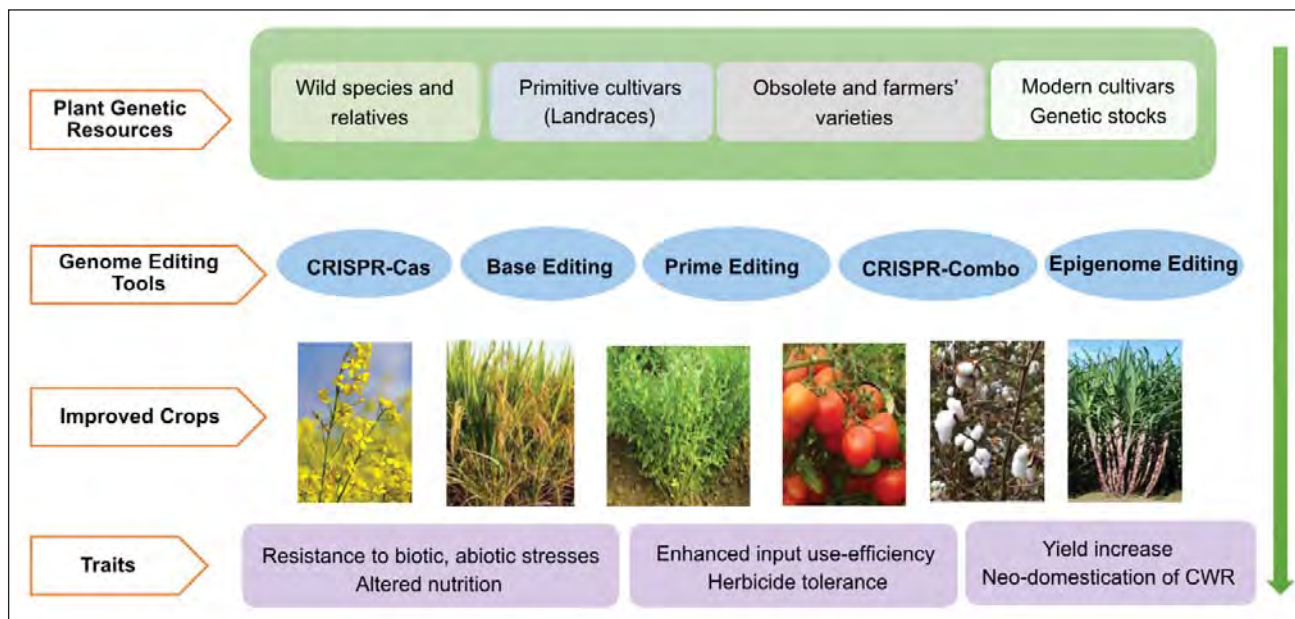 Plant Genetic
Resources
Wild species and
relatives
Primitive cultivars
(Landraces)
Obsolete and farmers’
varieties
Modern cultivars
Genetic stocks
Genome Editing
Tools
CRISPR-Cas
Base Editing
Prime Editing
CRISPR-Combo
Epigenome Editing
Improved Crops
Traits
Resistance to biotic, abiotic stresses
Altered nutrition
Enhanced input use-efficiency
Herbicide tolerance
Yield increase
Neo-domestication of CWR